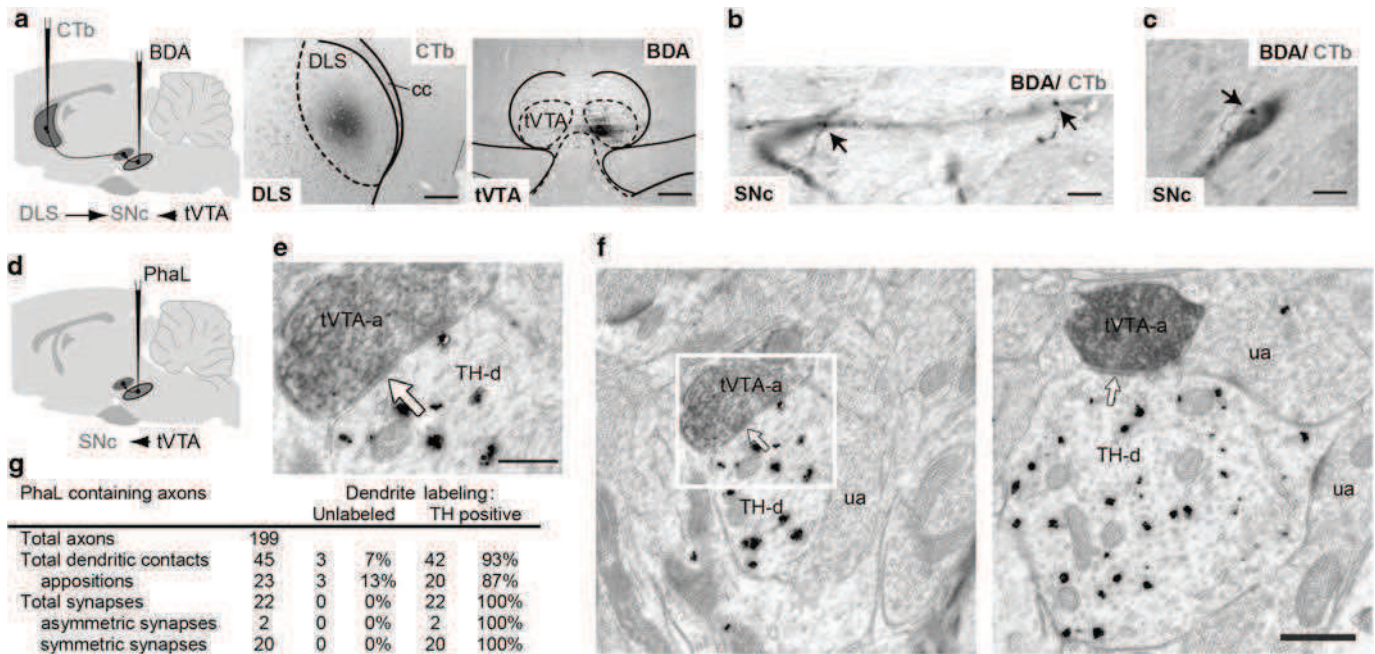 a
CTb
BDA
DLS → SNc ◄ tVTA
DLS
CTb
cc
DLS
BDA
tVTA
tVTA
b
BDA/ CTb
SNc
c
BDA/ CTb
SNc
d
PhaL
SNc ◄ tVTA
e
tVTA-a
TH-d
f
tVTA-a
TH-d
ua
tVTA-a
ua
TH-d
ua
g
PhaL containing axons Dendrite labeling:
Unlabeled TH positive
Total axons 199
Total dendritic contacts 45 3 7% 42 93%
appositions 23 3 13% 20 87%
Total synapses 22 0 0% 22 100%
asymmetric synapses 2 0 0% 2 100%
symmetric synapses 20 0 0% 20 100%